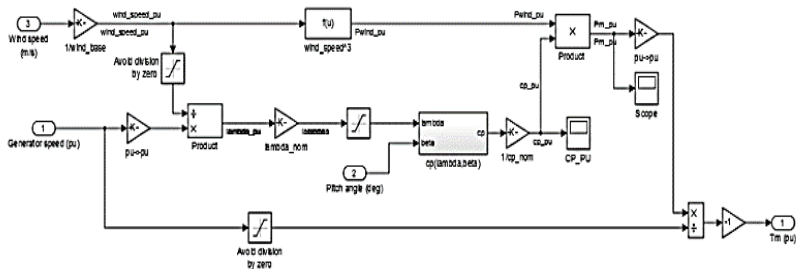 3
-K-
wind_speed_pu
wind_speed_pu
f(u)
Pwind_pu
Pwind_pu
×
Pm_pu
Pm_pu
-K-
Wind speed
(m/s)
1/wind_base
wind_speed^3
Product
pu->pu
Avoid division
by zero
cp_pu
Scope
1
-K-
÷
×
lambda_pu
-K-
lambda
lambda
beta
cp
-K-
cp_pu
Generator speed (pu)
pu->pu
Product
lambda_nom
cp(lambda,beta)
1/cp_nom
CP_PU
2
Pitch angle (deg)
×
÷
-1
1
Tm (pu)
Avoid division
by zero